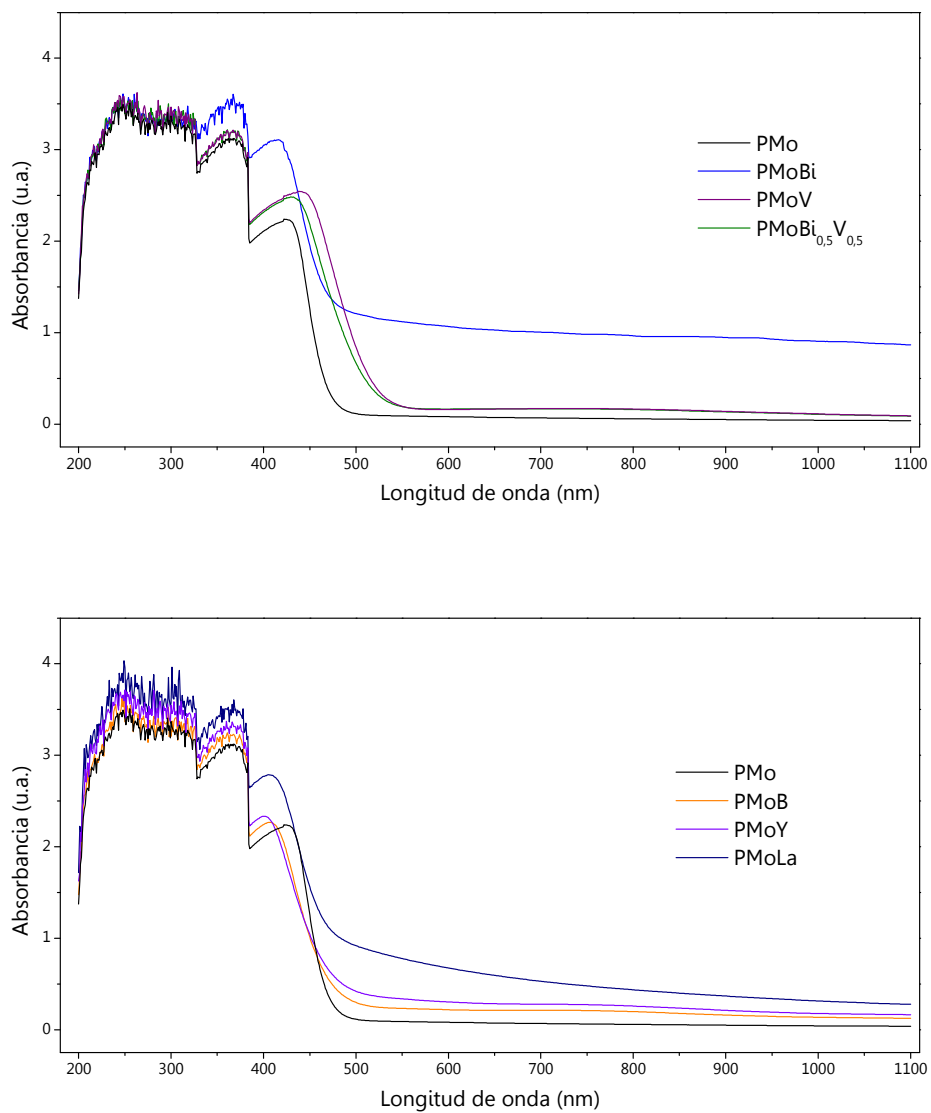 4
3
2
1
0
Absorbancia (u.a.)
PMo
PMoBi
PMoV
PMoBi0,5V0,5
200 300 400 500 600 700 800 900 1000 1100
Longitud de onda (nm)
4
3
2
1
0
Absorbancia (u.a.)
PMo
PMoB
PMoY
PMoLa
200 300 400 500 600 700 800 900 1000 1100
Longitud de onda (nm)